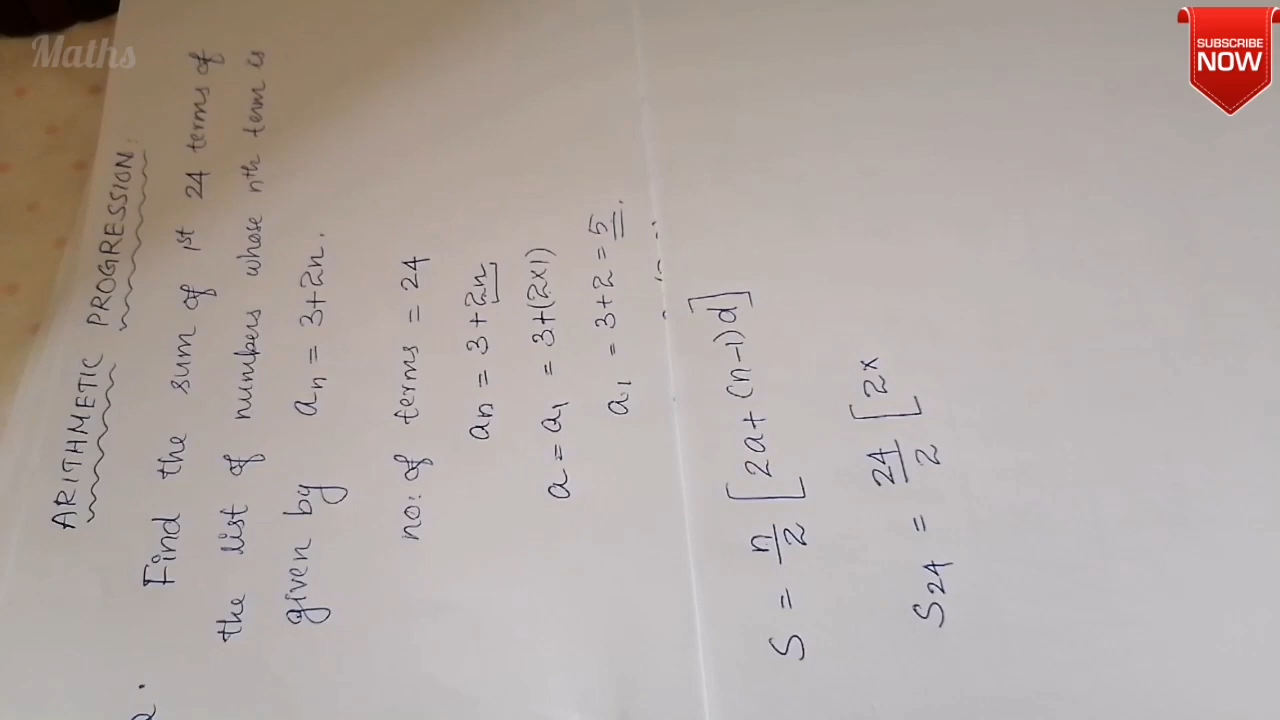 Maths
SUBSCRIBE
NOW
ARITHMETIC PROGRESSION:
Find the sum of 1st 24 terms of
the list of numbers whose nth term is
given by an = 3+2n.
no: of terms = 24
an = 3+2n
a = a1 = 3+(2×1)
a1 = 3+2 = 5.
S = n/2 [2a+(n-1)d]
S24 = 24/2 [2×